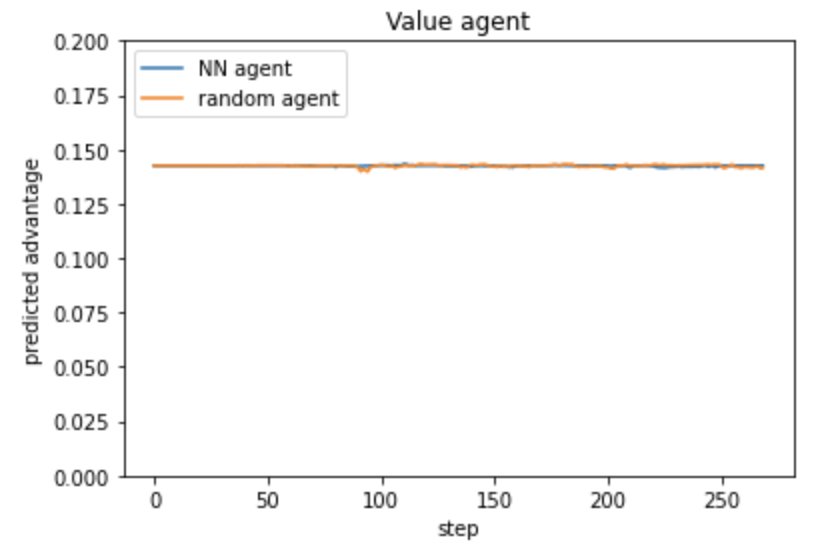 Value agent
0.200
0.175
0.150
0.125
0.100
0.075
0.050
0.025
0.000
predicted advantage
NN agent
random agent
0 50 100 150 200 250
step